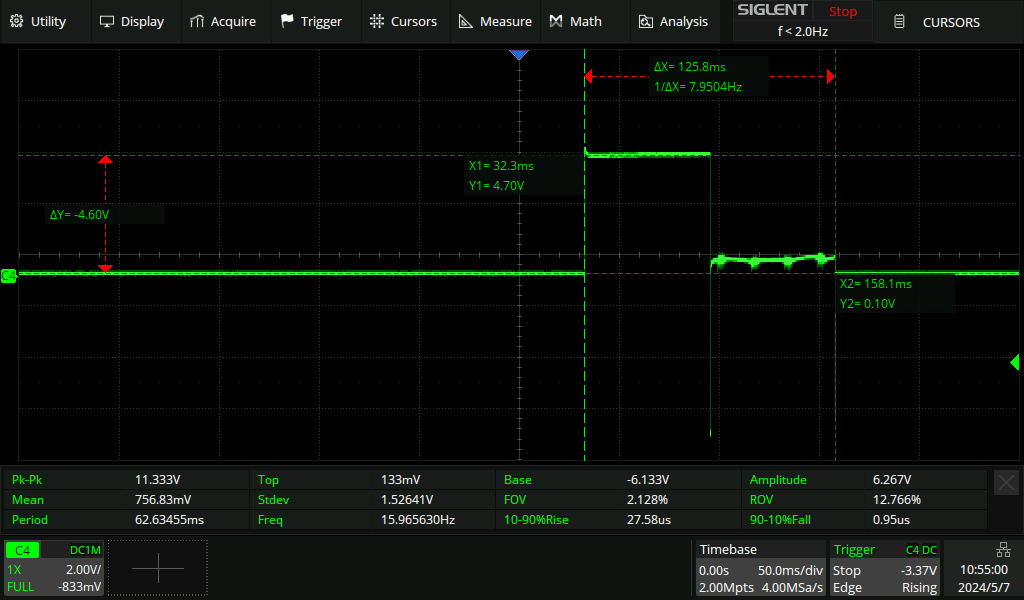 Utility Display Acquire Trigger Cursors Measure Math Analysis SIGLENT Stop CURSORS
f < 2.0Hz
ΔX= 125.8ms
1/ΔX= 7.9504Hz
X1= 32.3ms
Y1= 4.70V
ΔY= -4.60V
C4
X2= 158.1ms
Y2= 0.10V
Pk-Pk 11.333V Top 133mV Base -6.133V Amplitude 6.267V
Mean 756.83mV Stdev 1.52641V FOV 2.128% ROV 12.766%
Period 62.63455ms Freq 15.965630Hz 10-90%Rise 27.58us 90-10%Fall 0.95us
C4 DC1M Timebase Trigger C4 DC
1X 2.00V/ 0.00s 50.0ms/div Stop -3.37V 10:55:00
FULL -833mV 2.00Mpts 4.00MSa/s Edge Rising 2024/5/7